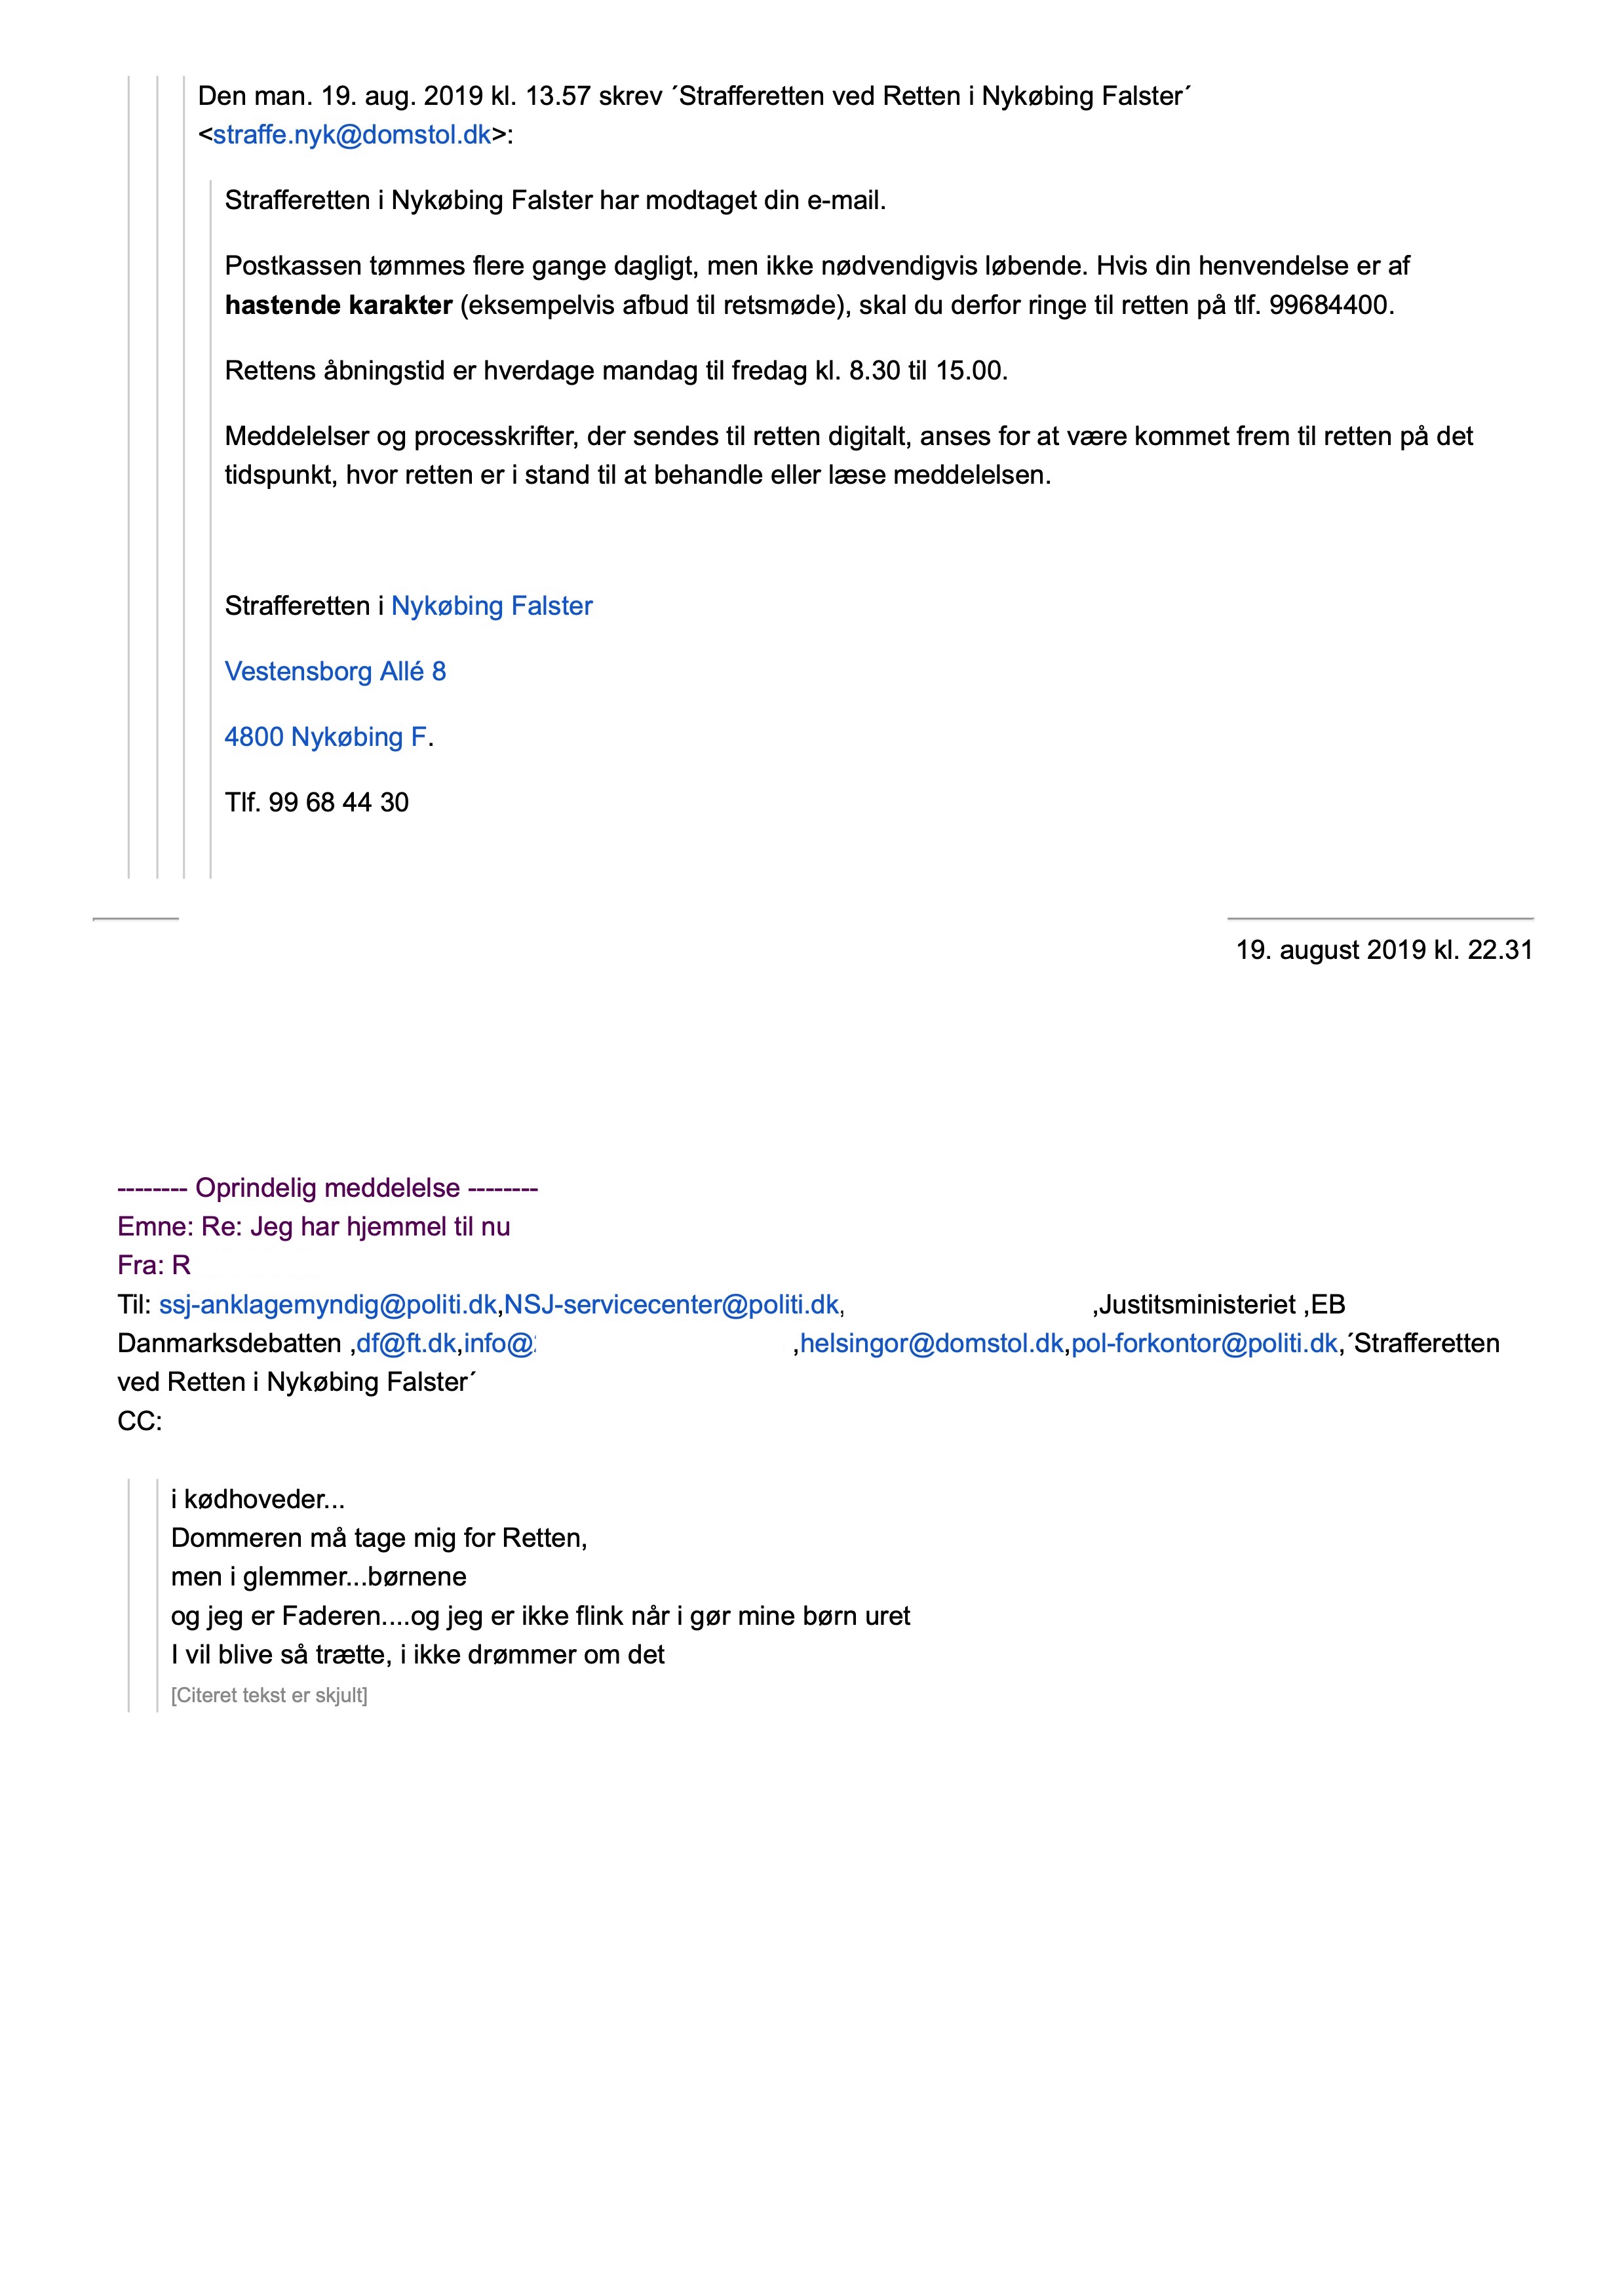 Den man. 19. aug. 2019 kl. 13.57 skrev ´Strafferetten ved Retten i Nykøbing Falster´
<straffe.nyk@domstol.dk>:
Strafferetten i Nykøbing Falster har modtaget din e-mail.
Postkassen tømmes flere gange dagligt, men ikke nødvendigvis løbende. Hvis din henvendelse er af
hastende karakter (eksempelvis afbud til retsmøde), skal du derfor ringe til retten på tlf. 99684400.
Rettens åbningstid er hverdage mandag til fredag kl. 8.30 til 15.00.
Meddelelser og processkrifter, der sendes til retten digitalt, anses for at være kommet frem til retten på det
tidspunkt, hvor retten er i stand til at behandle eller læse meddelelsen.
Strafferetten i Nykøbing Falster
Vestensborg Allé 8
4800 Nykøbing F.
Tlf. 99 68 44 30
19. august 2019 kl. 22.31
-------- Oprindelig meddelelse --------
Emne: Re: Jeg har hjemmel til nu
Fra: R
Til: ssj-anklagemyndig@politi.dk,NSJ-servicecenter@politi.dk, ,Justitsministeriet ,EB
Danmarksdebatten ,df@ft.dk,info@ ,helsingor@domstol.dk,pol-forkontor@politi.dk,´Strafferetten
ved Retten i Nykøbing Falster´
CC:
i kødhoveder...
Dommeren må tage mig for Retten,
men i glemmer...børnene
og jeg er Faderen....og jeg er ikke flink når i gør mine børn uret
I vil blive så trætte, i ikke drømmer om det
[Citeret tekst er skjult]